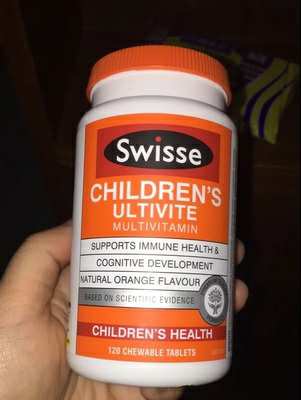 Swisse
CHILDREN'S
ULTIVITE
MULTIVITAMIN
SUPPORTS IMMUNE HEALTH &
COGNITIVE DEVELOPMENT
NATURAL ORANGE FLAVOUR
BASED ON SCIENTIFIC EVIDENCE
CHILDREN'S HEALTH
120 CHEWABLE TABLETS